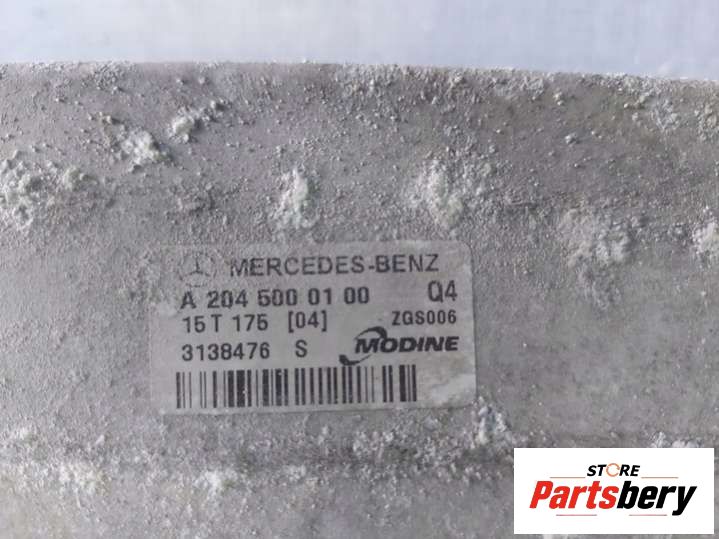 MERCEDES-BENZ
A 204 500 01 00 Q4
15 T 175 [04] ZGS006
3138476 S MODINE
STORE
Partsbery